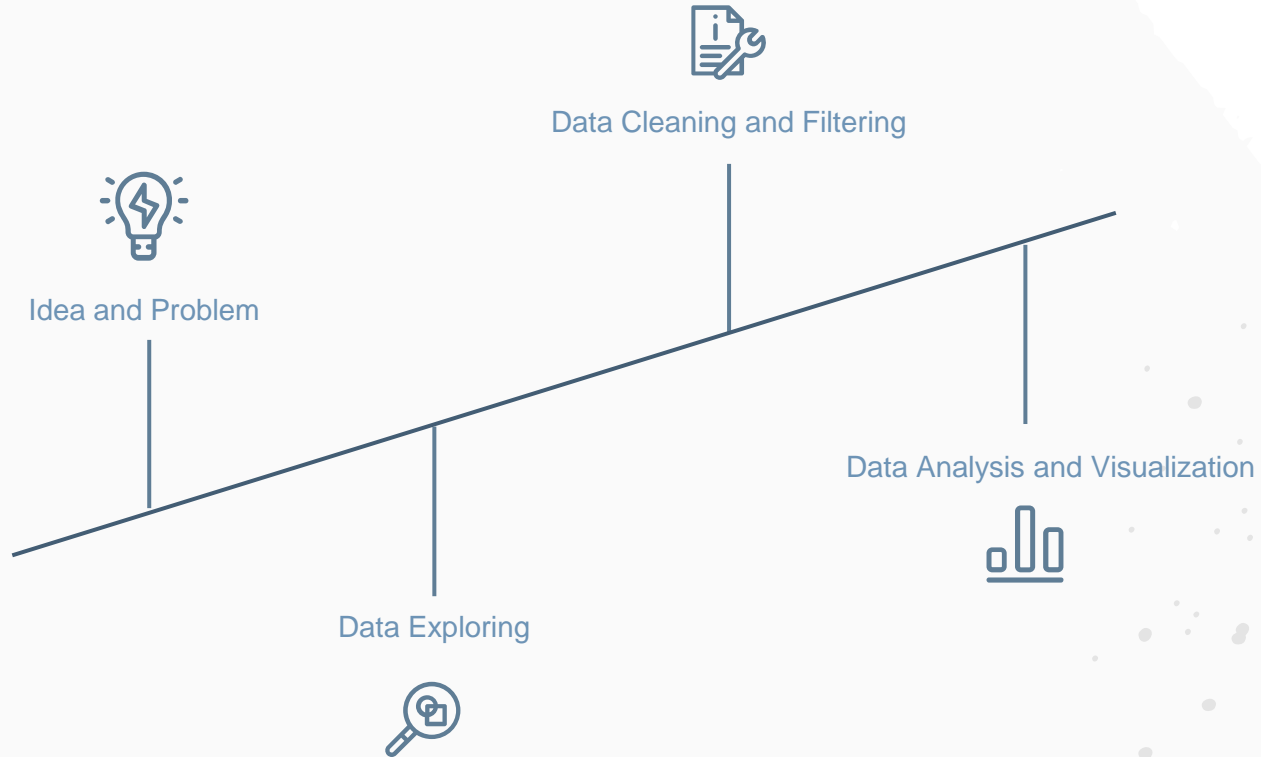 Idea and Problem
Data Exploring
Data Cleaning and Filtering
Data Analysis and Visualization